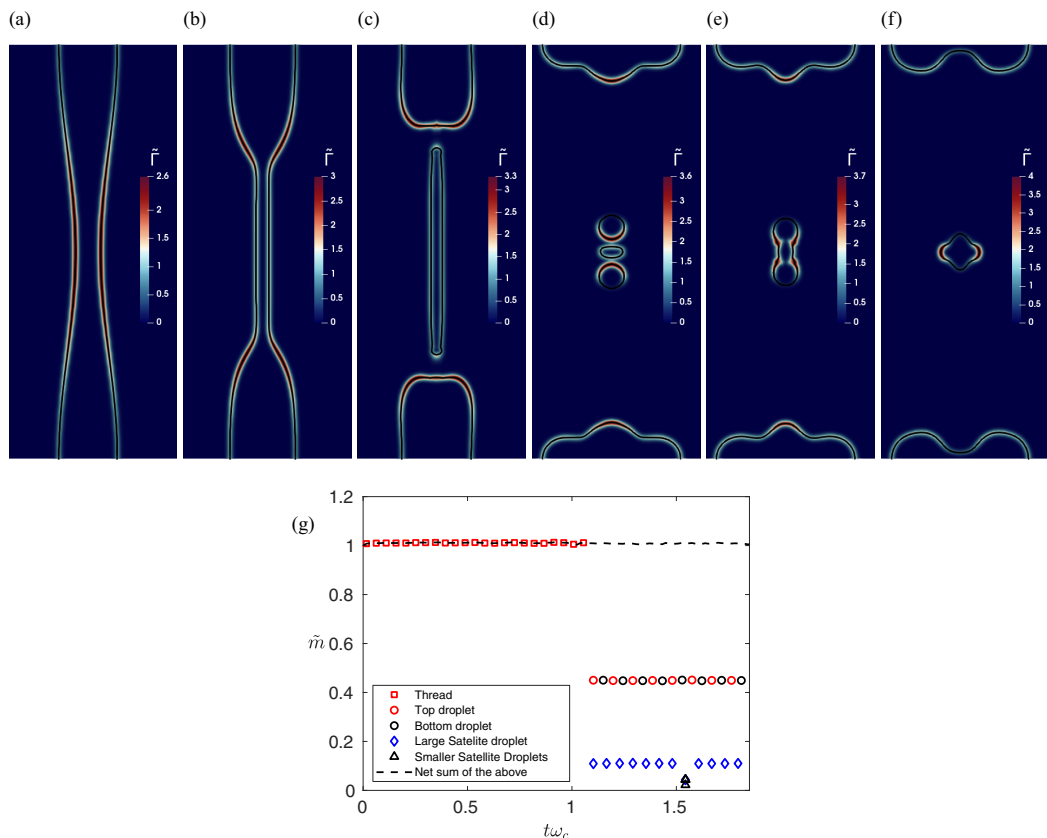 (a) (b) (c) (d) (e) (f)
Γ̃ Γ̃ Γ̃ Γ̃ Γ̃ Γ̃
2.6 3 3.3 3.6 3.7 4
2 2.5 3 3 3 3.5
1.5 2 2.5 2.5 2.5 3
1 1.5 2 2 2 2.5
0.5 1 1.5 1.5 1.5 2
0 0.5 1 1 1 1.5
0 0.5 0.5 0.5 1
0 0 0 0.5
0
(g)
1.2
1
0.8
m̃
0.6
0.4
0.2
0
Thread
Top droplet
Bottom droplet
Large Satelite droplet
Smaller Satellite Droplets
Net sum of the above
0 0.5 1 1.5
tω_c